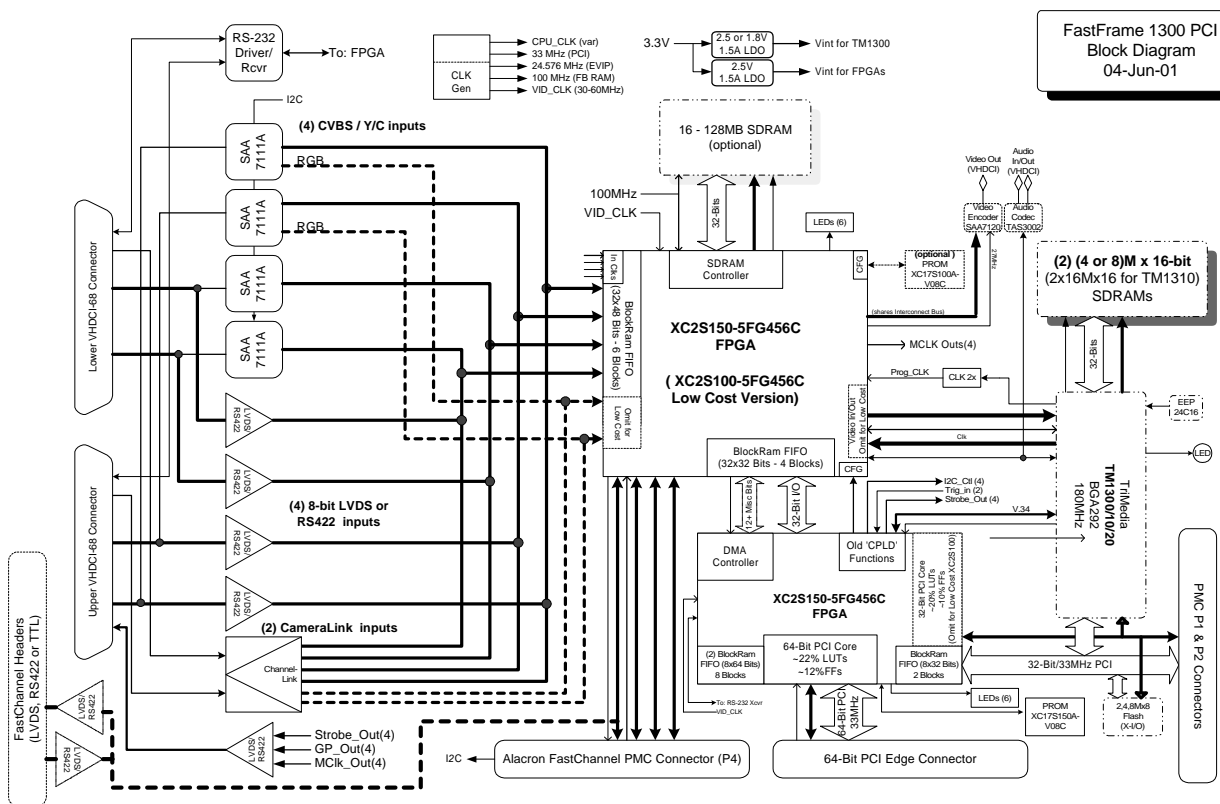 FastFrame 1300 PCI
Block Diagram
04-Jun-01
RS-232
Driver/
Rcvr
To: FPGA
CLK
Gen
CPU_CLK (var)
33 MHz (PCI)
24.576 MHz (EVIP)
100 MHz (FB RAM)
VID_CLK (30-60MHz)
3.3V
2.5 or 1.8V
1.5A LDO
Vint for TM1300
2.5V
1.5A LDO
Vint for FPGAs
I2C
(4) CVBS / Y/C inputs
SAA
7111A
RGB
SAA
7111A
RGB
SAA
7111A
SAA
7111A
Lower VHDCI-68 Connector
16 - 128MB SDRAM
(optional)
100MHz
VID_CLK
32-Bits
LEDs (6)
Video Out
(VHDCI)
Audio
In/Out
(VHDCI)
Video
Encoder
SAA7120
Audio
Codec
TAS3002
27MHz
In Clks
BlockRam FIFO
(32x48 Bits - 6 Blocks)
Omit for
Low Cost
SDRAM
Controller
CFG
(optional)
PROM
XC17S100A-
V08C
XC2S150-5FG456C
FPGA
( XC2S100-5FG456C
Low Cost Version)
(shares Interconnect Bus)
MCLK Outs(4)
Prog_CLK
CLK 2x
Video In/Out
Omit for Low Cost
Clk
BlockRam FIFO
(32x32 Bits - 4 Blocks)
CFG
(2) (4 or 8)M x 16-bit
(2x16Mx16 for TM1310)
SDRAMs
32-Bits
EEP
24C16
LED
TriMedia
TM1300/10/20
BGA292
180MHz
LVDS/
RS422
LVDS/
RS422
(4) 8-bit LVDS or
RS422 inputs
LVDS/
RS422
LVDS/
RS422
Upper VHDCI-68 Connector
(2) CameraLink inputs
Channel-
Link
12+ Misc Bits
32-Bit I/O
I2C_Ctl (4)
Trig_in (2)
Strobe_Out (4)
V.34
DMA
Controller
Old 'CPLD'
Functions
XC2S150-5FG456C
FPGA
32-Bit PCI Core
~20% LUTs
~10% FFs
(Omit for Low Cost XC2S100)
(2) BlockRam
FIFO (8x64 Bits)
8 Blocks
64-Bit PCI Core
~22% LUTs
~12%FFs
BlockRam
FIFO (8x32 Bits)
2 Blocks
32-Bit/33MHz PCI
PMC P1 & P2 Connectors
To: RS-232 Xcvr
VID_CLK
64-Bit PCI
33MHz
LEDs (6)
PROM
XC17S150A-
V08C
2,4,8Mx8
Flash
(X-I/O)
FastChannel Headers
(LVDS, RS422 or TTL)
LVDS/
RS422
LVDS/
RS422
LVDS/
RS422
Strobe_Out(4)
GP_Out(4)
MClk_Out(4)
I2C
Alacron FastChannel PMC Connector (P4)
64-Bit PCI Edge Connector